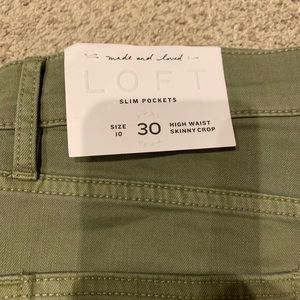 made and loved
LOFT
SLIM POCKETS
SIZE 10
30
HIGH WAIST
SKINNY CROP